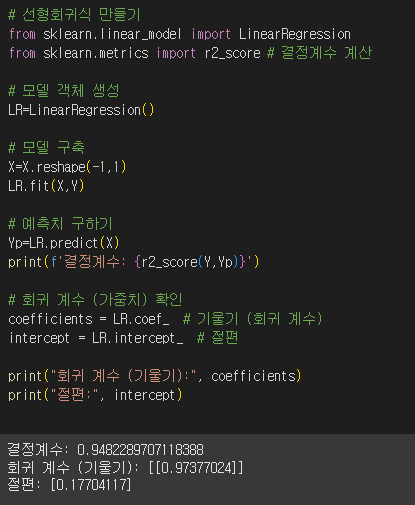 # 선형회귀식 만들기
from sklearn.linear_model import LinearRegression
from sklearn.metrics import r2_score # 결정계수 계산
# 모델 객체 생성
LR=LinearRegression()
# 모델 구축
X=X.reshape(-1,1)
LR.fit(X,Y)
# 예측치 구하기
Yp=LR.predict(X)
print(f'결정계수: {r2_score(Y,Yp)}')
# 회귀 계수 (가중치) 확인
coefficients = LR.coef_ # 기울기 (회귀 계수)
intercept = LR.intercept_ # 절편
print("회귀 계수 (기울기):", coefficients)
print("절편:", intercept)
결정계수: 0.9482289707118388
회귀 계수 (기울기): [[0.97377024]]
절편: [0.17704117]